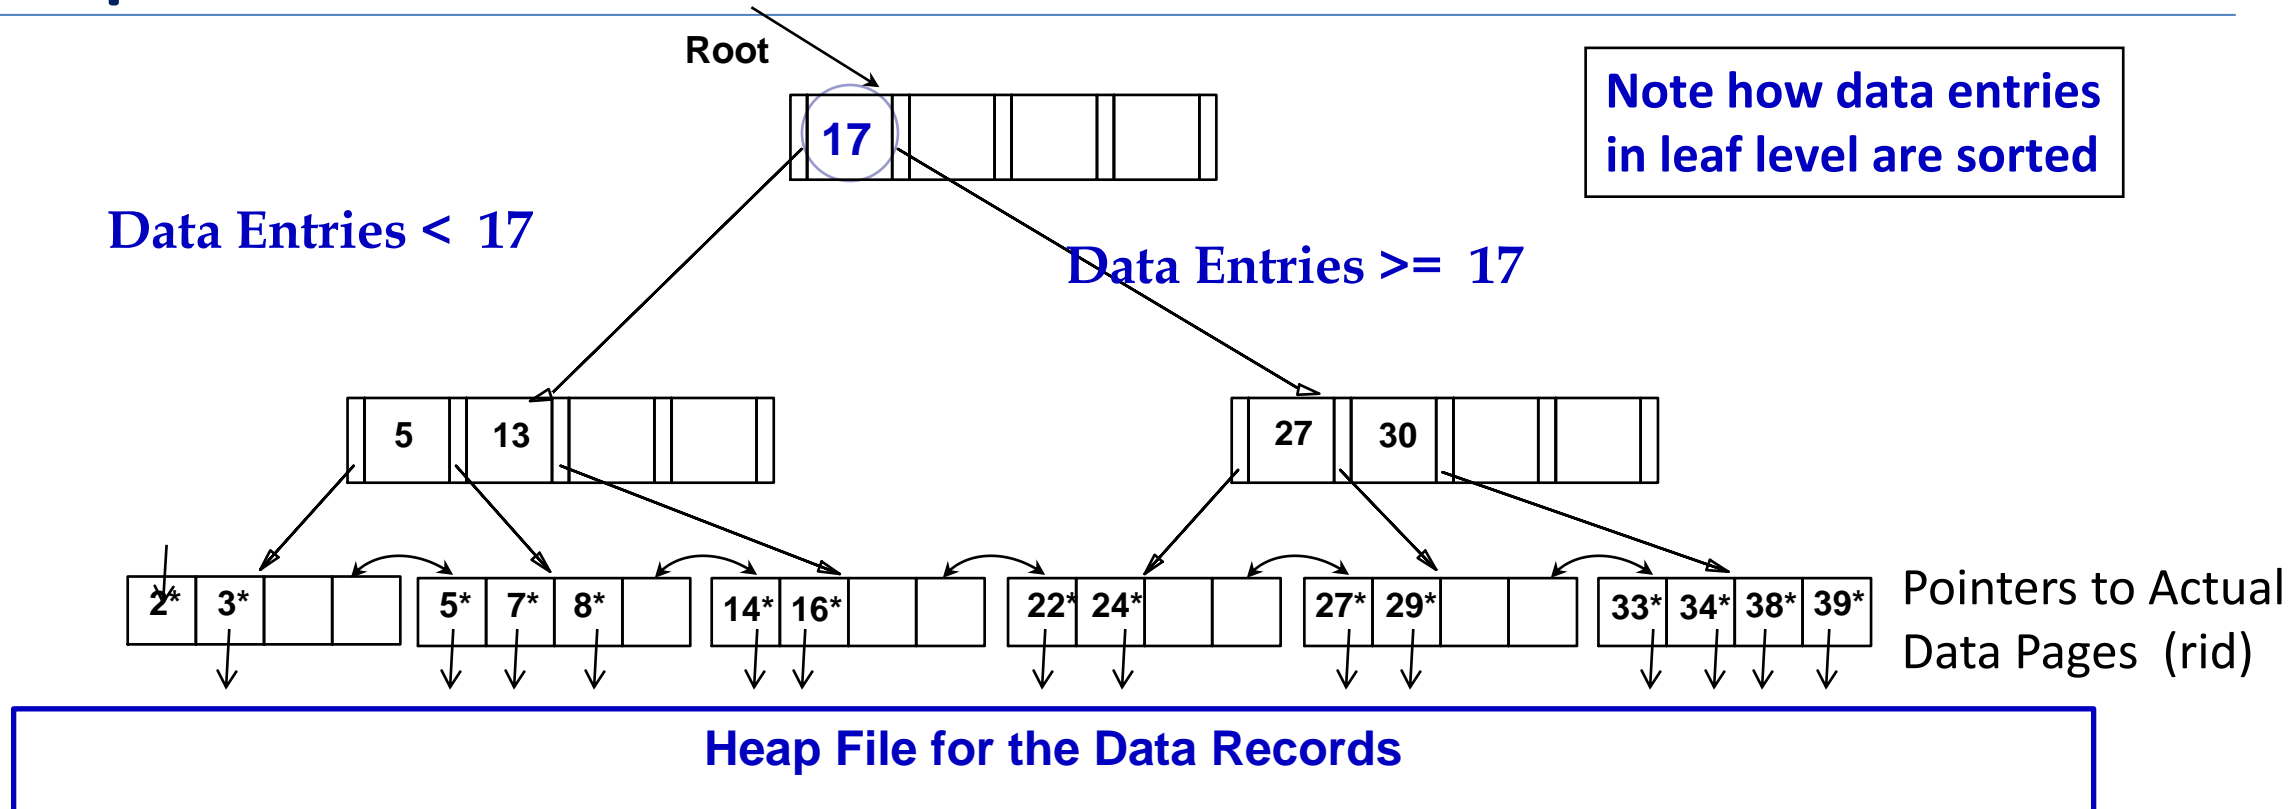 Root
17
Note how data entries
in leaf level are sorted
Data Entries < 17
Data Entries >= 17
5 13
27 30
2* 3*
5* 7* 8*
14* 16*
22* 24*
27* 29*
33* 34* 38* 39*
Pointers to Actual
Data Pages (rid)
Heap File for the Data Records